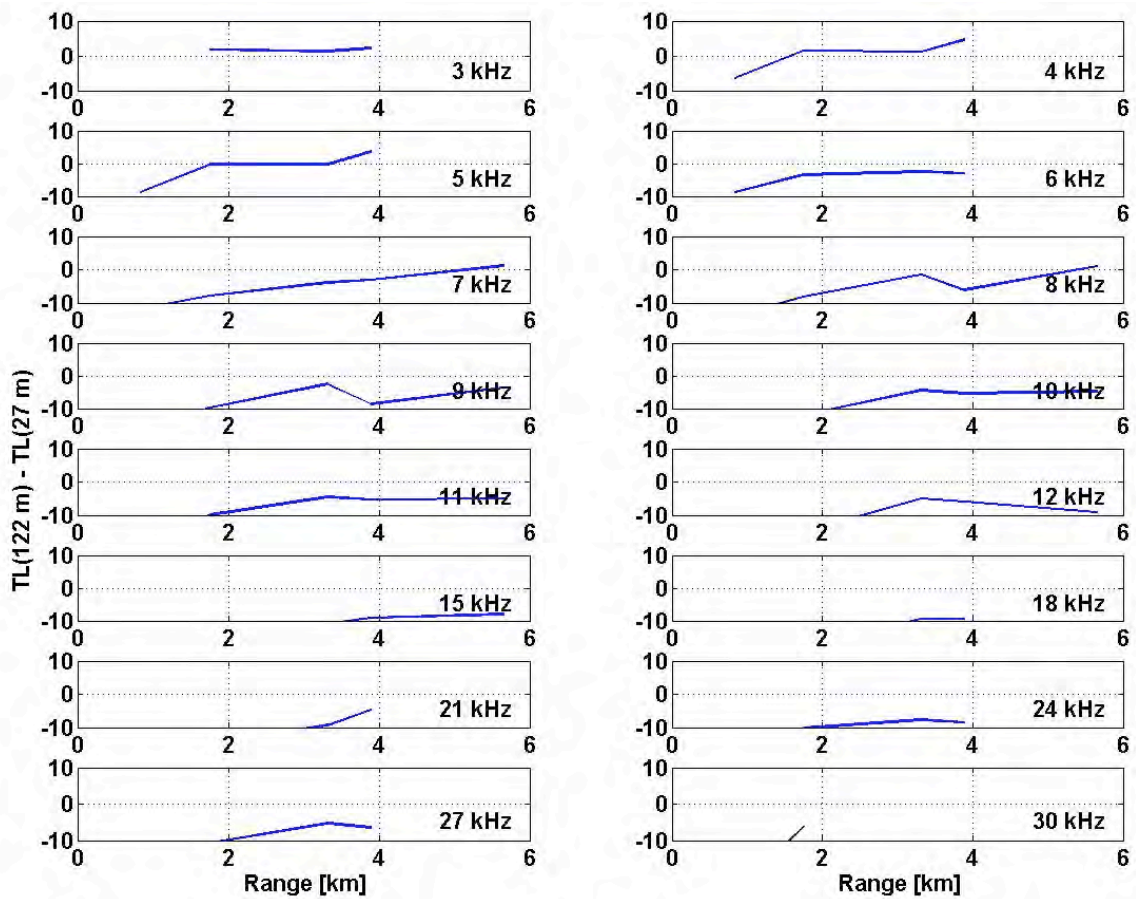 10 10
0 0
-10 3 kHz -10 4 kHz
0 2 4 6 0 2 4 6
10 10
0 0
-10 5 kHz -10 6 kHz
0 2 4 6 0 2 4 6
10 10
0 0
-10 7 kHz -10 8 kHz
0 2 4 6 0 2 4 6
10 10
0 0
-10 9 kHz -10 10 kHz
0 2 4 6 0 2 4 6
TL(122 m) - TL(27 m)
10 10
0 0
-10 11 kHz -10 12 kHz
0 2 4 6 0 2 4 6
10 10
0 0
-10 15 kHz -10 18 kHz
0 2 4 6 0 2 4 6
10 10
0 0
-10 21 kHz -10 24 kHz
0 2 4 6 0 2 4 6
10 10
0 0
-10 27 kHz -10 30 kHz
0 2 4 6 0 2 4 6
Range [km] Range [km]